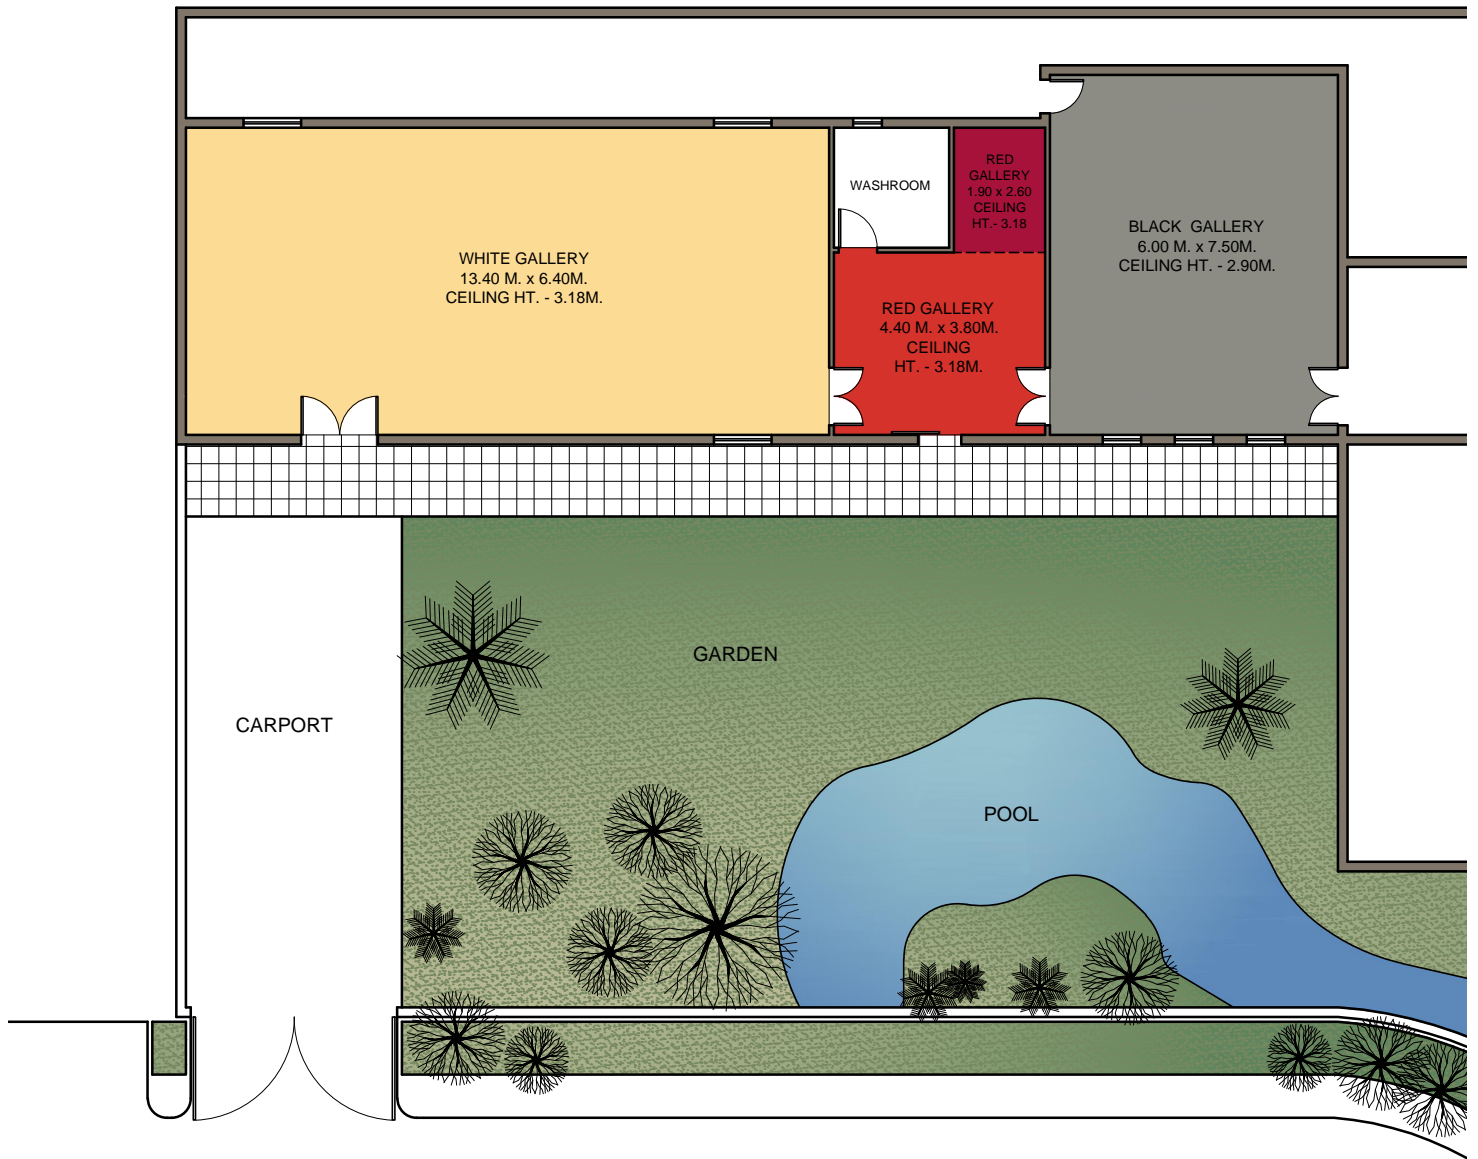 WHITE GALLERY
13.40 M. x 6.40M.
CEILING HT. - 3.18M.
WASHROOM
RED
GALLERY
1.90 x 2.60
CEILING
HT.- 3.18
RED GALLERY
4.40 M. x 3.80M.
CEILING
HT. - 3.18M.
BLACK GALLERY
6.00 M. x 7.50M.
CEILING HT. - 2.90M.
GARDEN
CARPORT
POOL